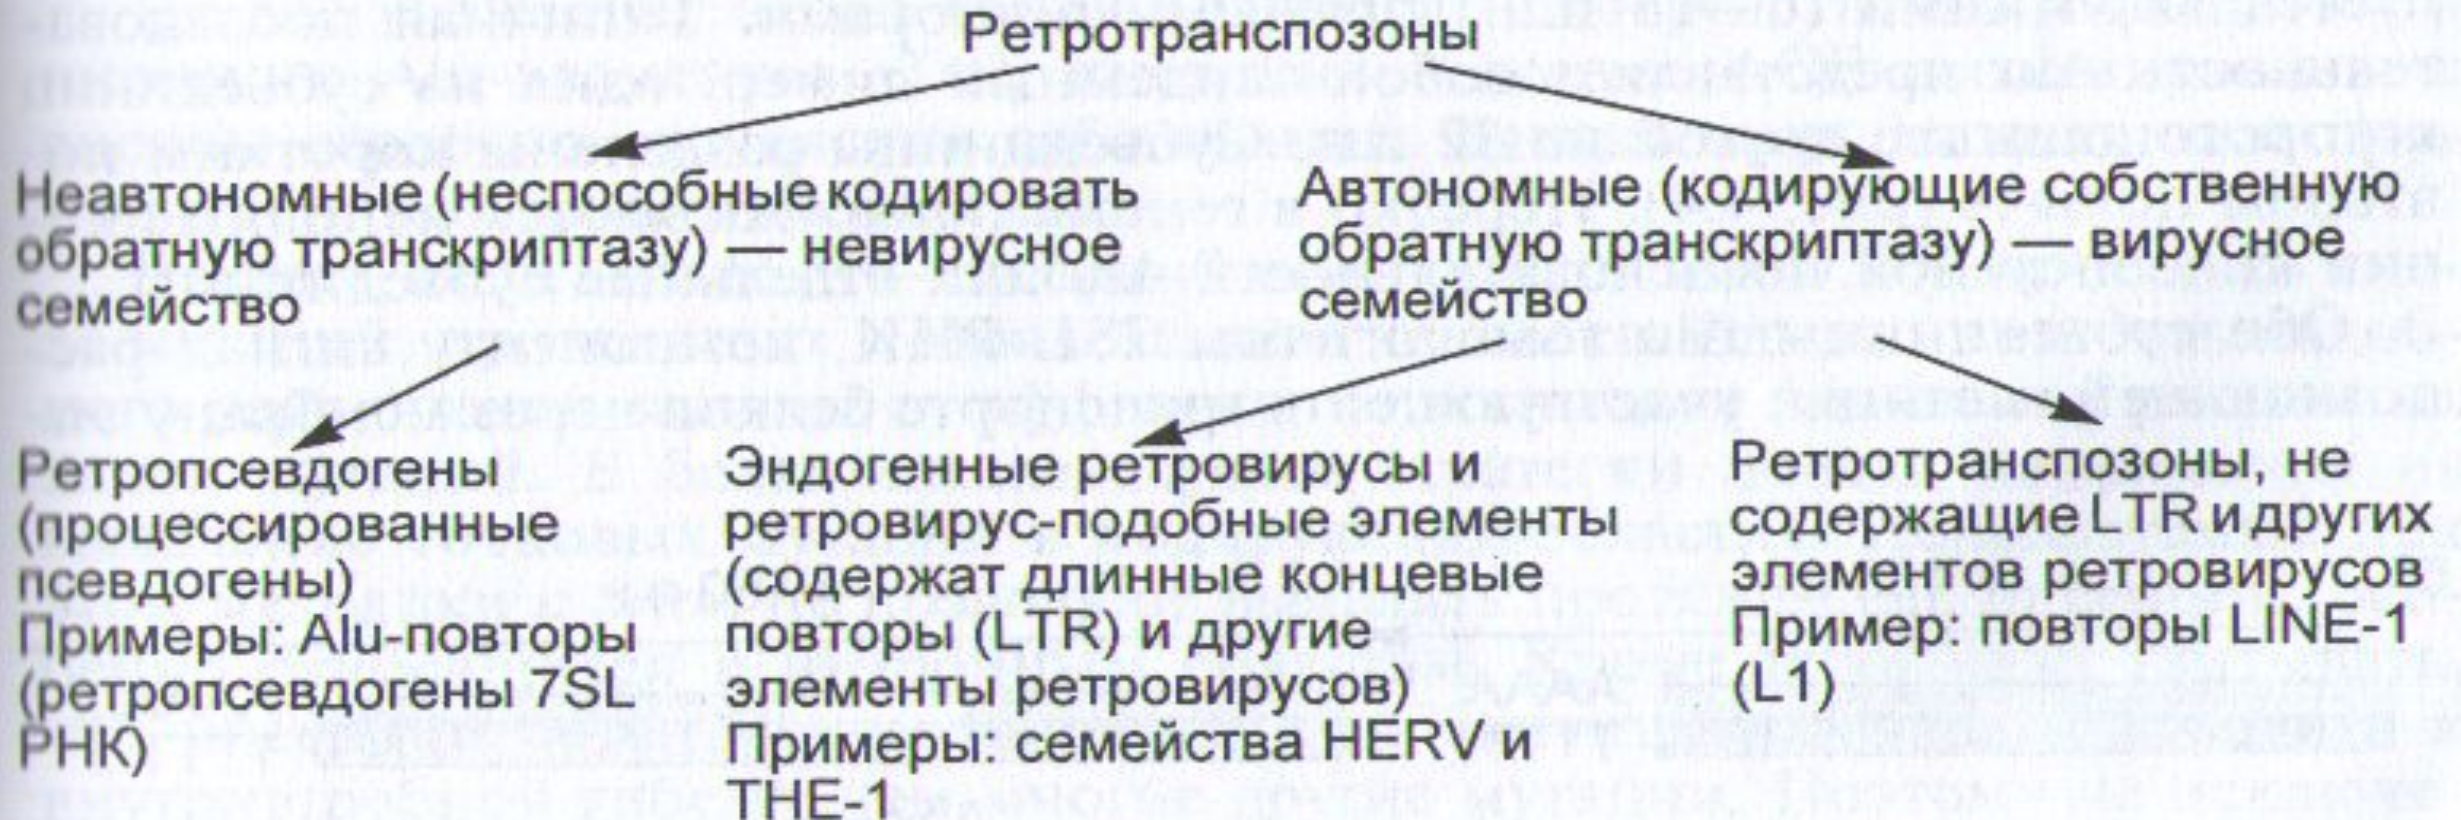 Ретротранспозоны
Неавтономные (неспособные кодировать
обратную транскриптазу) — невирусное
семейство
Автономные (кодирующие собственную
обратную транскриптазу) — вирусное
семейство
Ретропсевдогены
(процессированные
псевдогены)
Примеры: Alu-повторы
(ретропсевдогены 7SL
РНК)
Эндогенные ретровирусы и
ретровирус-подобные элементы
(содержат длинные концевые
повторы (LTR) и другие
элементы ретровирусов)
Примеры: семейства HERV и
THE-1
Ретротранспозоны, не
содержащие LTR и других
элементов ретровирусов
Пример: повторы LINE-1
(L1)